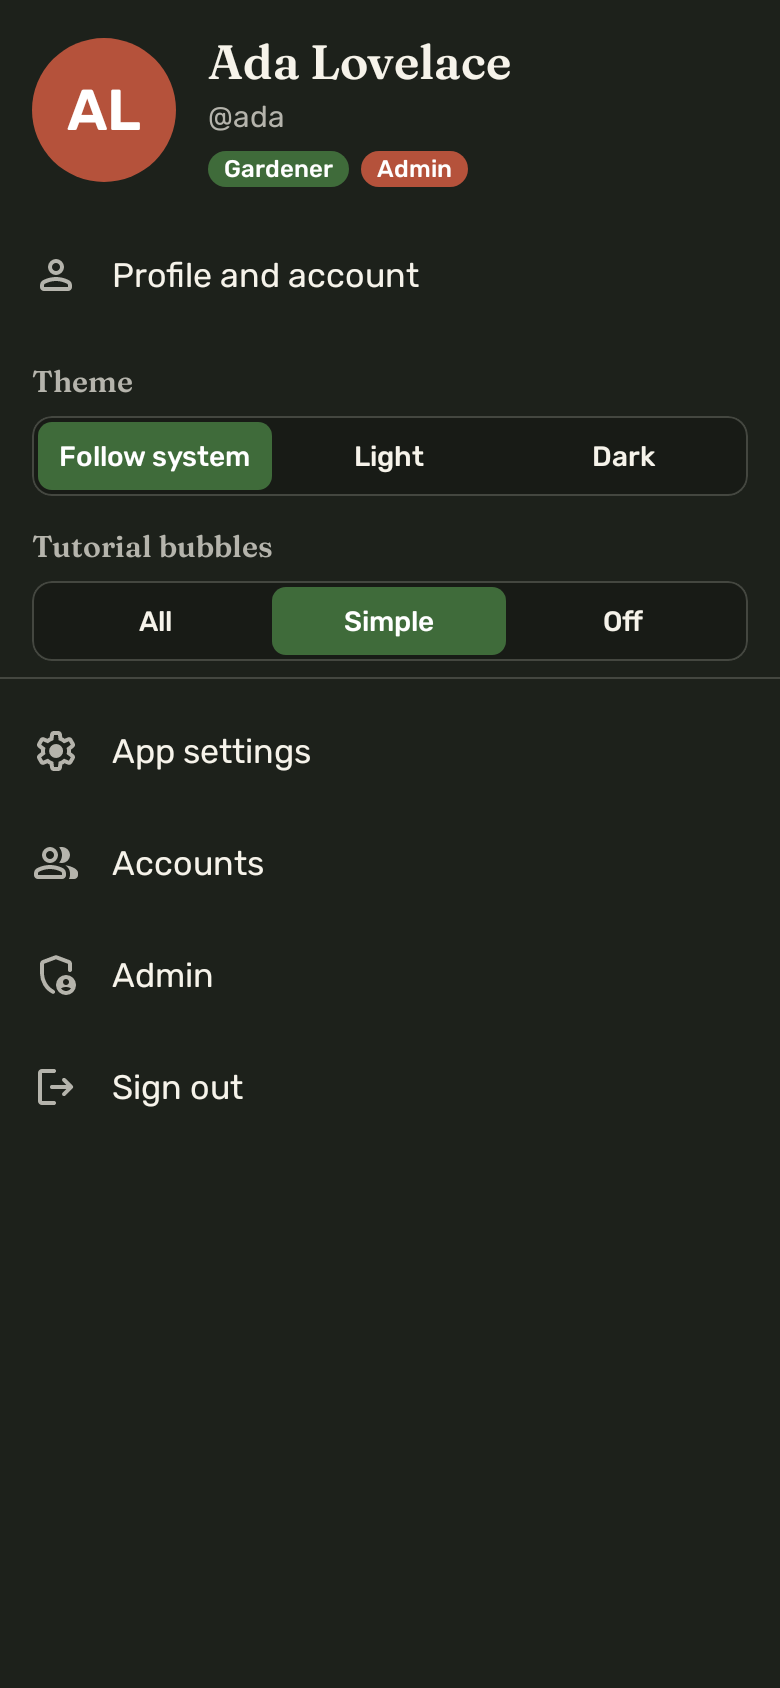 AL
Ada Lovelace
@ada
Gardener Admin
Profile and account
Theme
Follow system Light Dark
Tutorial bubbles
All Simple Off
App settings
Accounts
Admin
Sign out